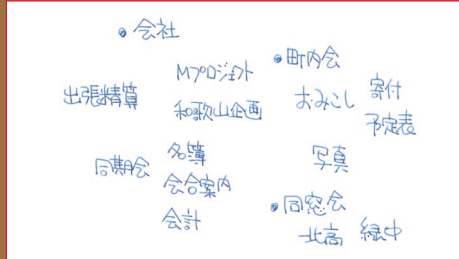 ●会社
Mプロジェクト
出張精算
和歌山企画
同期会
名簿
会合案内
会計
●町内会
おみこし
寄付
予定表
写真
●同窓会
北高 緑中